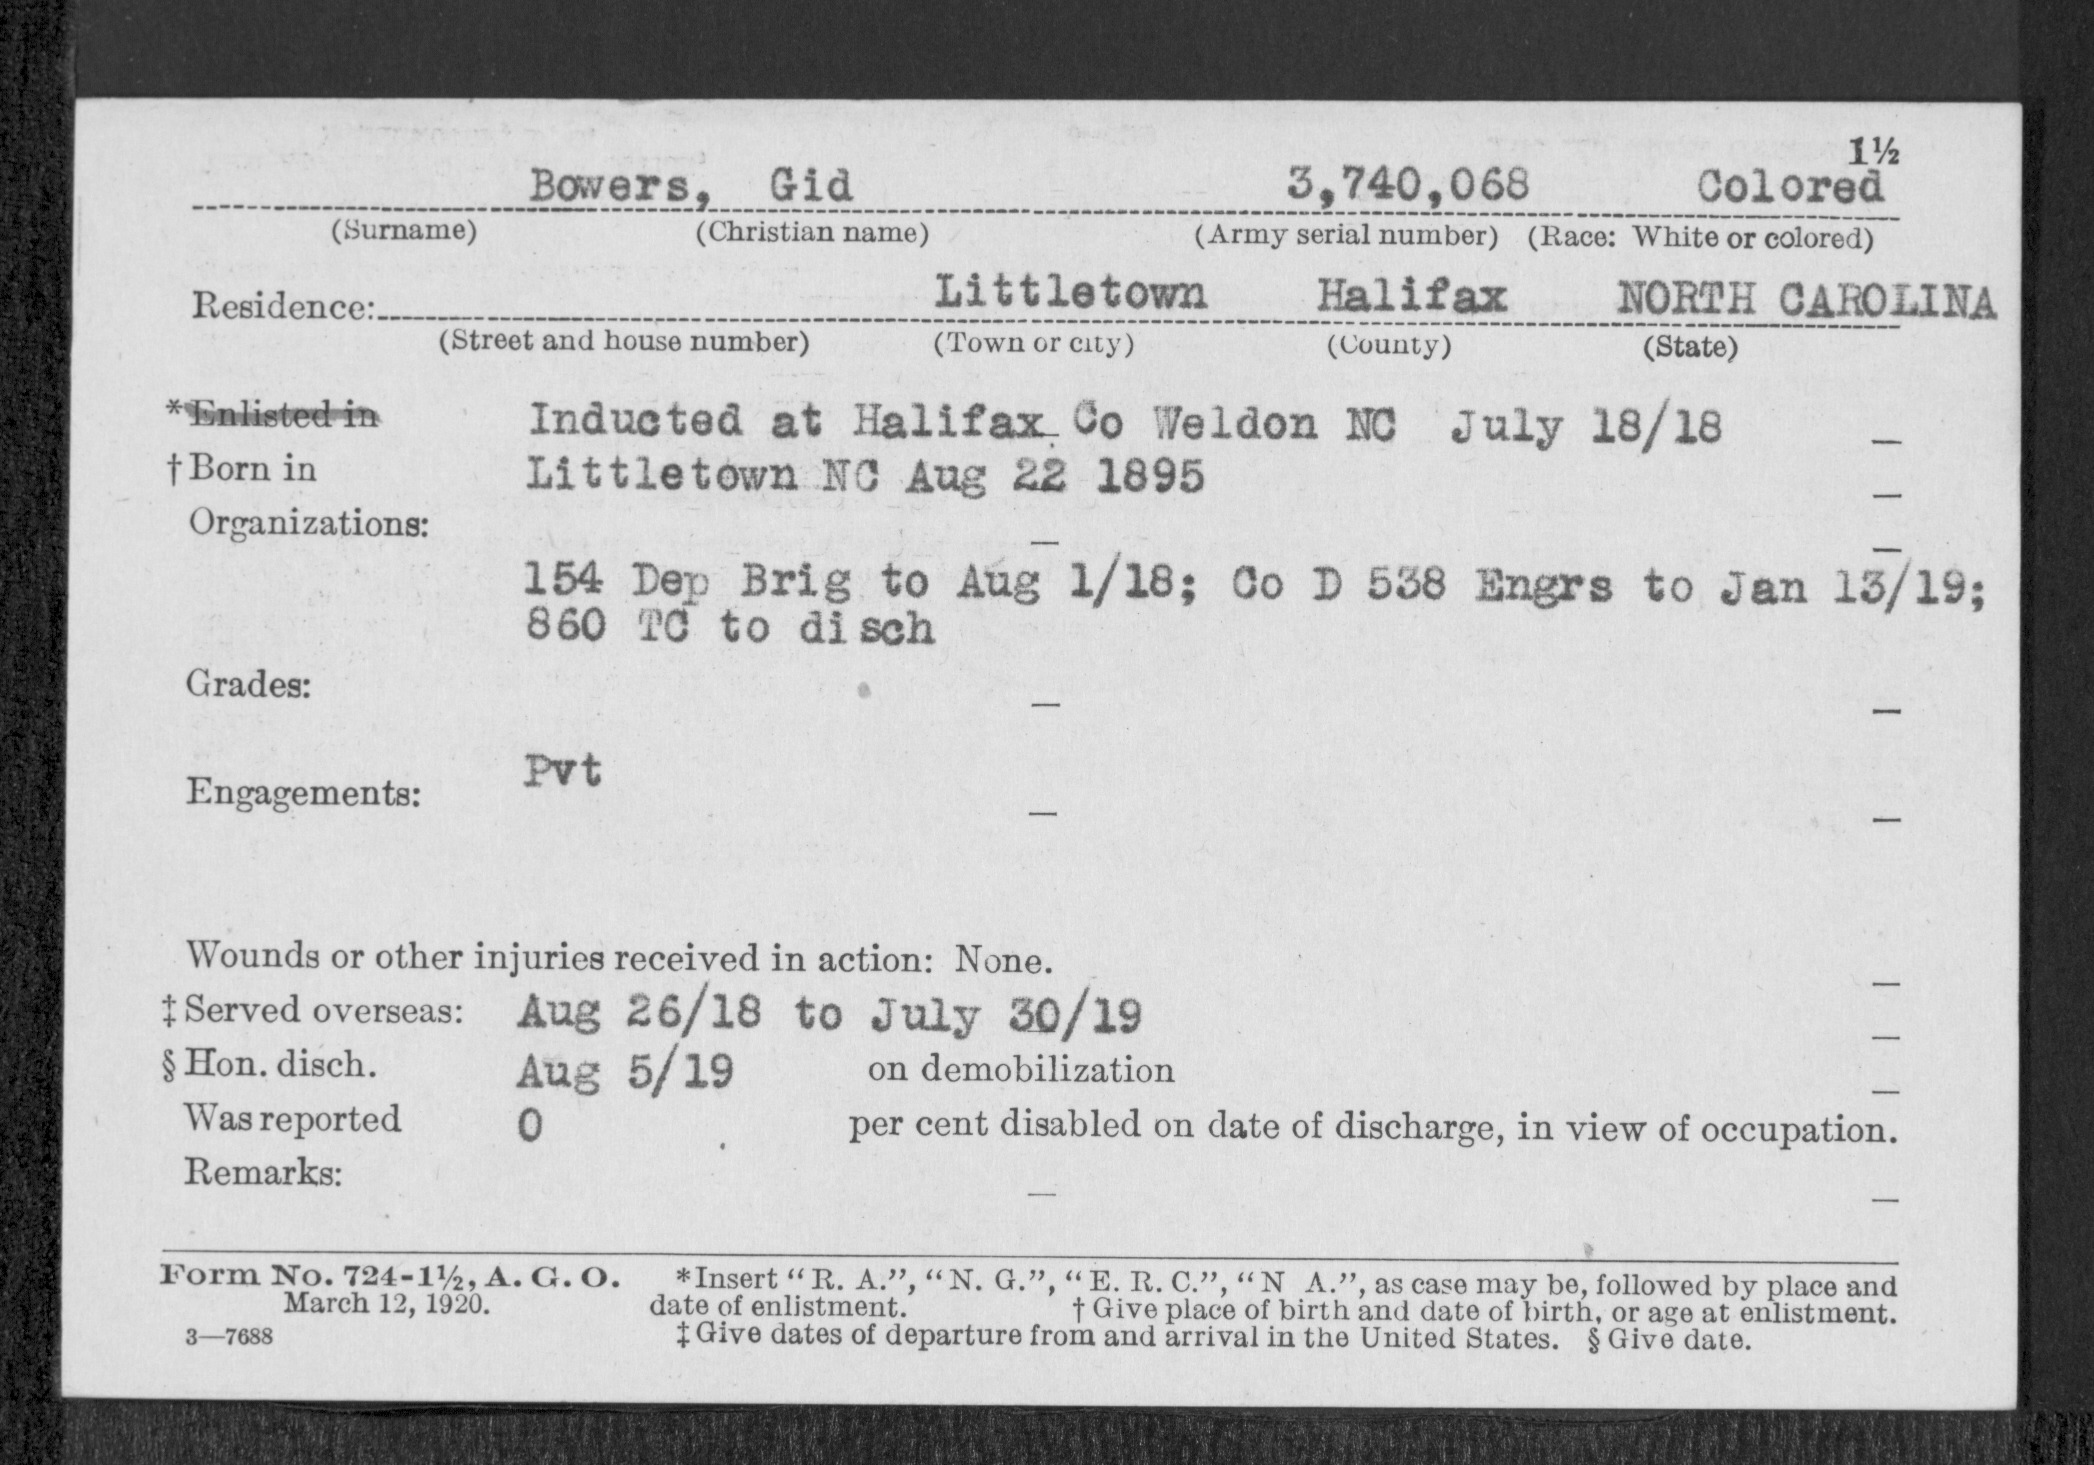 1½
Bowers, Gid 3,740,068 Colored
(Surname) (Christian name) (Army serial number) (Race: White or colored)
Residence: Littletown Halifax NORTH CAROLINA
(Street and house number) (Town or city) (County) (State)
*Enlisted in Inducted at Halifax Co Weldon NC July 18/18
†Born in Littletown NC Aug 22 1895
Organizations:
154 Dep Brig to Aug 1/18; Co D 538 Engrs to Jan 13/19;
860 TC to disch
Grades:
Pvt
Engagements:
Wounds or other injuries received in action: None.
‡Served overseas: Aug 26/18 to July 30/19
§Hon. disch. Aug 5/19 on demobilization
Was reported 0 per cent disabled on date of discharge, in view of occupation.
Remarks:
Form No. 724-1½, A. G. O. *Insert "R. A.", "N. G.", "E. R. C.", "N A.", as case may be, followed by place and
March 12, 1920. date of enlistment. †Give place of birth and date of birth, or age at enlistment.
3—7688 ‡Give dates of departure from and arrival in the United States. §Give date.